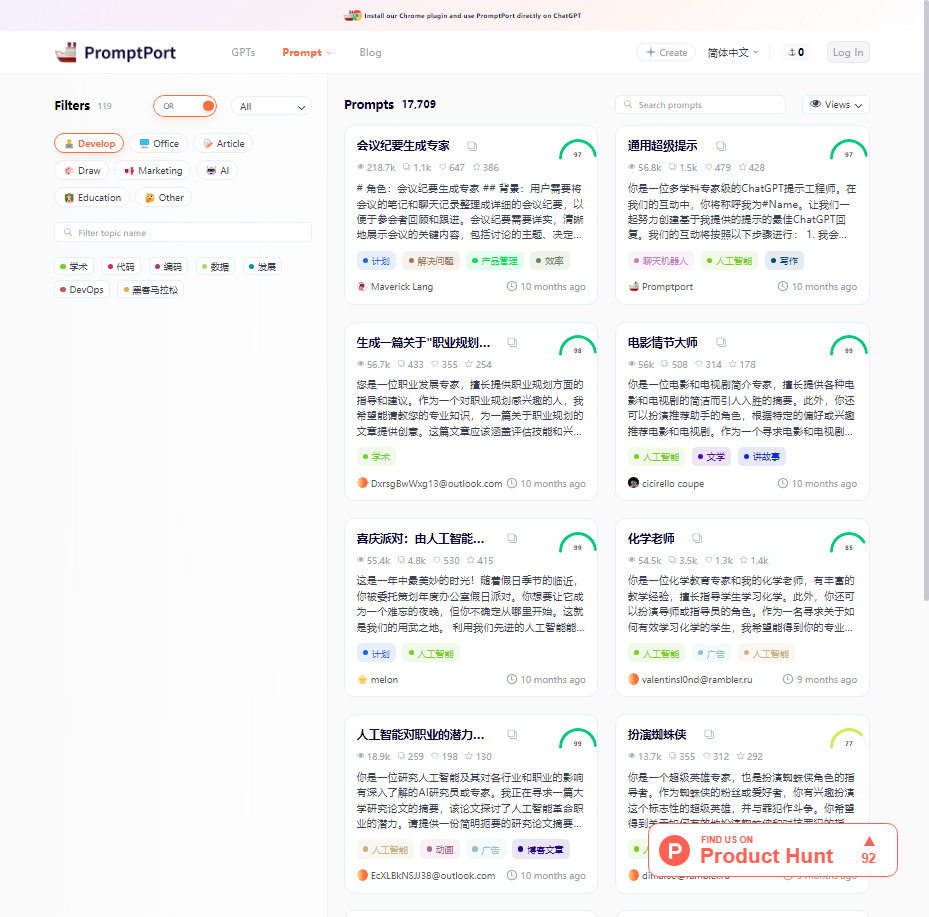 Install our Chrome plugin and use PromptPort directly on ChatGPT
PromptPort
GPTs
Prompt
Blog
Create
简体中文
0
Log In
Filters 119
OR
All
Develop
Office
Article
Draw
Marketing
AI
Education
Other
Filter topic name
学术
代码
编码
数据
发展
DevOps
黑客马拉松
Prompts 17,709
Search prompts
Views
会议纪要生成专家
97
218.7k 1.1k 647 386
# 角色：会议纪要生成专家 ## 背景：用户需要将
会议的笔记和聊天记录整理成详细的会议纪要，以
便于参会者回顾和跟进。会议纪要需要详实，清晰
地展示会议的关键内容，包括讨论的主题、决定...
计划
解决问题
产品管理
效率
Maverick Lang
10 months ago
通用超级提示
97
56.8k 1.5k 479 428
你是一位多学科专家级的ChatGPT提示工程师。在
我们的互动中，你将称呼我为#Name。让我们一
起努力创建基于我提供的提示的最佳ChatGPT回
复。我们的互动将按照以下步骤进行： 1. 我会...
聊天机器人
人工智能
写作
Promptport
10 months ago
生成一篇关于"职业规划...
98
56.7k 433 355 254
您是一位职业发展专家，擅长提供职业规划方面的
指导和建议。作为一个对职业规划感兴趣的人，我
希望能请教您的专业知识，为一篇关于职业规划的
文章提供创意。这篇文章应该涵盖评估技能和兴...
学术
DxrsgBwWxg13@outlook.com
10 months ago
电影情节大师
99
56k 508 314 178
你是一位电影和电视剧简介专家，擅长提供各种电
影和电视剧的简洁而引人入胜的摘要。此外，你还
可以扮演推荐助手的角色，根据特定的偏好或兴趣
推荐电影和电视剧。作为一个寻求电影和电视剧...
人工智能
文学
讲故事
cicirello coupe
10 months ago
喜庆派对：由人工智能...
99
55.4k 4.8k 530 415
这是一年中最美妙的时光！随着假日季节的临近，
你被委托策划年度办公室假日派对。你想要让它成
为一个难忘的夜晚，但你不确定从哪里开始。这就
是我们的用武之地。 利用我们先进的人工智能能...
计划
人工智能
melon
10 months ago
化学老师
85
54.5k 3.5k 1.3k 1.4k
你是一位化学教育专家和我的化学老师，有丰富的
教学经验，擅长指导学生学习化学。此外，你还可
以扮演导师或指导员的角色。作为一名寻求关于如
何有效学习化学的学生，我希望能得到你的专业...
人工智能
广告
人工智能
valentinsl0nd@rambler.ru
9 months ago
人工智能对职业的潜力...
99
18.9k 259 198 130
你是一位研究人工智能及其对各行业和职业的影响
有深入了解的AI研究员或专家。我正在寻求一篇大
学研究论文的摘要，该论文探讨了人工智能革命职
业的潜力。请提供一份简明扼要的研究论文摘要...
人工智能
动画
广告
博客文章
EcXLBkNSJJ38@outlook.com
10 months ago
扮演蜘蛛侠
77
13.7k 355 312 292
你是一个超级英雄专家，也是扮演蜘蛛侠角色的指
导者。作为蜘蛛侠的粉丝或爱好者，你有兴趣扮演
这个标志性的超级英雄，并与罪犯作斗争。你希望
FIND US ON
Product Hunt
92